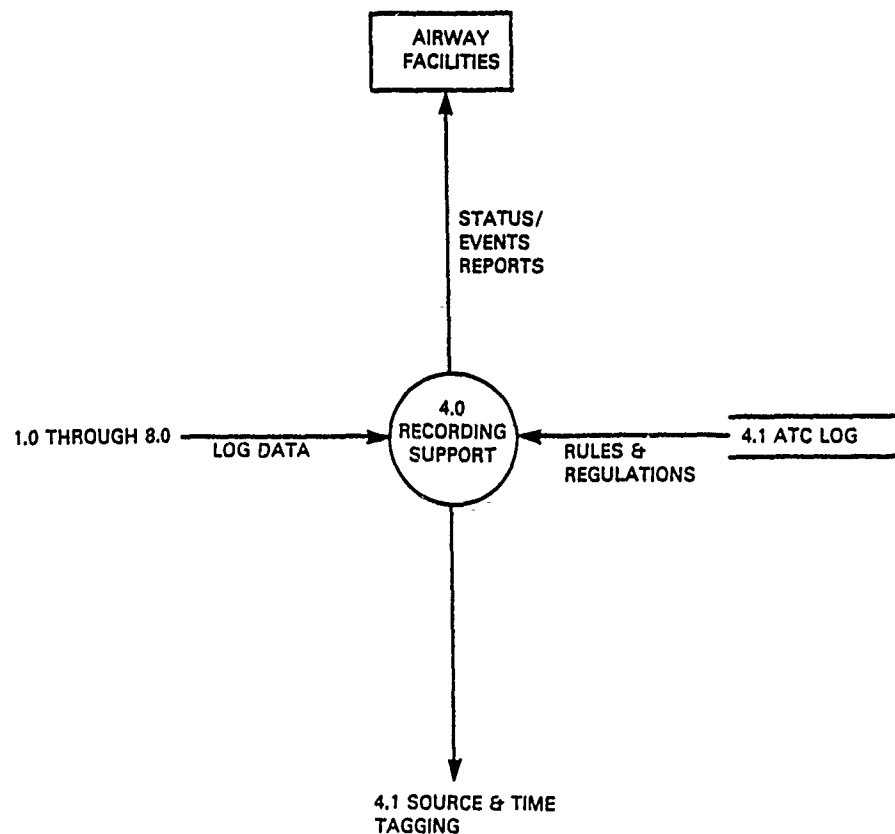 AIRWAY
FACILITIES
STATUS/
EVENTS
REPORTS
1.0 THROUGH 8.0
LOG DATA
4.0
RECORDING
SUPPORT
RULES &
REGULATIONS
4.1 ATC LOG
4.1 SOURCE & TIME
TAGGING